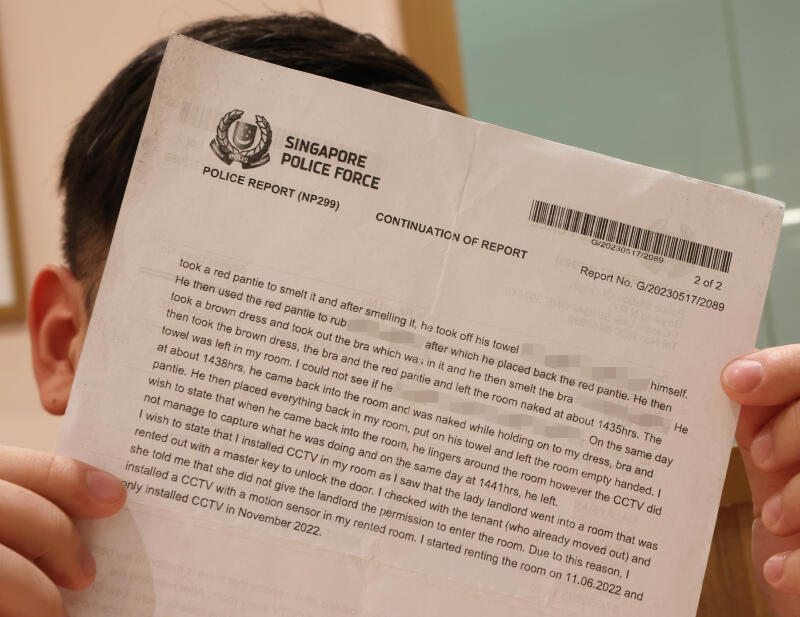 SINGAPORE
POLICE FORCE
POLICE REPORT (NP299)
CONTINUATION OF REPORT
G/20230517/2089
2 of 2
Report No. G/20230517/2089
took a red pantie to smelt it and after smelling it, he took off his towel
himself.
He then used the red pantie to rub after which he placed back the red pantie. He then
took a brown dress and took out the bra which was in it and he then smelt the bra He
then took the brown dress, the bra and the red pantie and left the room naked at about 1435hrs. The
towel was left in my room. I could not see if he On the same day
at about 1438hrs, he came back into the room and was naked while holding on to my dress, bra and
pantie. He then placed everything back in my room, put on his towel and left the room empty handed. I
wish to state that when he came back into the room, he lingers around the room however the CCTV did
not manage to capture what he was doing and on the same day at 1441hrs, he left.
I wish to state that I installed CCTV in my room as I saw that the lady landlord went into a room that was
rented out with a master key to unlock the door. I checked with the tenant (who already moved out) and
she told me that she did not give the landlord the permission to enter the room. Due to this reason, I
installed a CCTV with a motion sensor in my rented room. I started renting the room on 11.06.2022 and
only installed CCTV in November 2022.